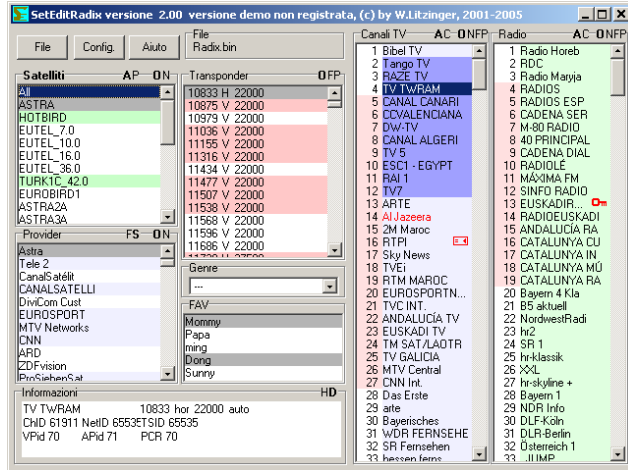 SetEditRadix versione 2.00 versione demo non registrata, (c) by W.Litzinger, 2001-2005
File Config. Aiuto
File
Radix.bin
Satelliti AP ON
All
ASTRA
HOTBIRD
EUTEL_7.0
EUTEL_10.0
EUTEL_16.0
EUTEL_36.0
TURK1C_42.0
EUROBIRD1
ASTRA2A
ASTRA3A
Transponder OFP
10833 H 22000
10875 V 22000
10979 V 22000
11036 V 22000
11155 V 22000
11316 V 22000
11434 V 22000
11477 V 22000
11507 V 22000
11538 V 22000
11568 V 22000
11596 V 22000
11686 V 22000
Provider FS ON
Astra
Tele 2
CanalSatélit
CANALSATELLI
DiviCom Cust
EUROSPORT
MTV Networks
CNN
ARD
ZDFvision
ProSiebenSat
Genre
---
FAV
Mommy
Papa
ming
Dong
Sunny
Informazioni HD
TV TWRAM 10833 hor 22000 auto
ChID 61911 NetID 65535TSID 65535
VPid 70 APid 71 PCR 70
Canali TV AC ONFP
1 Bibel TV
2 Tango TV
3 RAZE TV
4 TV TWRAM
5 CANAL CANARI
6 CCVALENCIANA
7 DW-TV
8 CANAL ALGERI
9 TV 5
10 ESC1 - EGYPT
11 RAI 1
12 TV7
13 ARTE
14 Al Jazeera
15 2M Maroc
16 RTPI
17 Sky News
18 TVEi
19 RTM MAROC
20 EUROSPORTN...
21 TVC INT.
22 ANDALUCÍA TV
23 EUSKADI TV
24 TM SAT/LAOTR
25 TV GALICIA
26 MTV Central
27 CNN Int.
28 Das Erste
29 arte
30 Bayerisches
31 WDR FERNSEHE
32 SR Fernsehen
33 hessen ferns
Radio AC ONFP
1 Radio Horeb
2 RDC
3 Radio Maryja
4 RADIOS
5 RADIOS ESP
6 CADENA SER
7 M-80 RADIO
8 40 PRINCIPAL
9 CADENA DIAL
10 RADIOLÉ
11 MÁXIMA FM
12 SINFO RADIO
13 EUSKADIR...
14 RADIOEUSKADI
15 ANDALUCÍA RA
16 CATALUNYA CU
17 CATALUNYA IN
18 CATALUNYA MÚ
19 CATALUNYA RA
20 Bayern 4 Kla
21 B5 aktuell
22 NordwestRadi
23 hr2
24 SR 1
25 hr-klassik
26 XXL
27 hr-skyline +
28 Bayern 1
29 NDR Info
30 DLF-Köln
31 DLR-Berlin
32 Österreich 1
33 JUMP